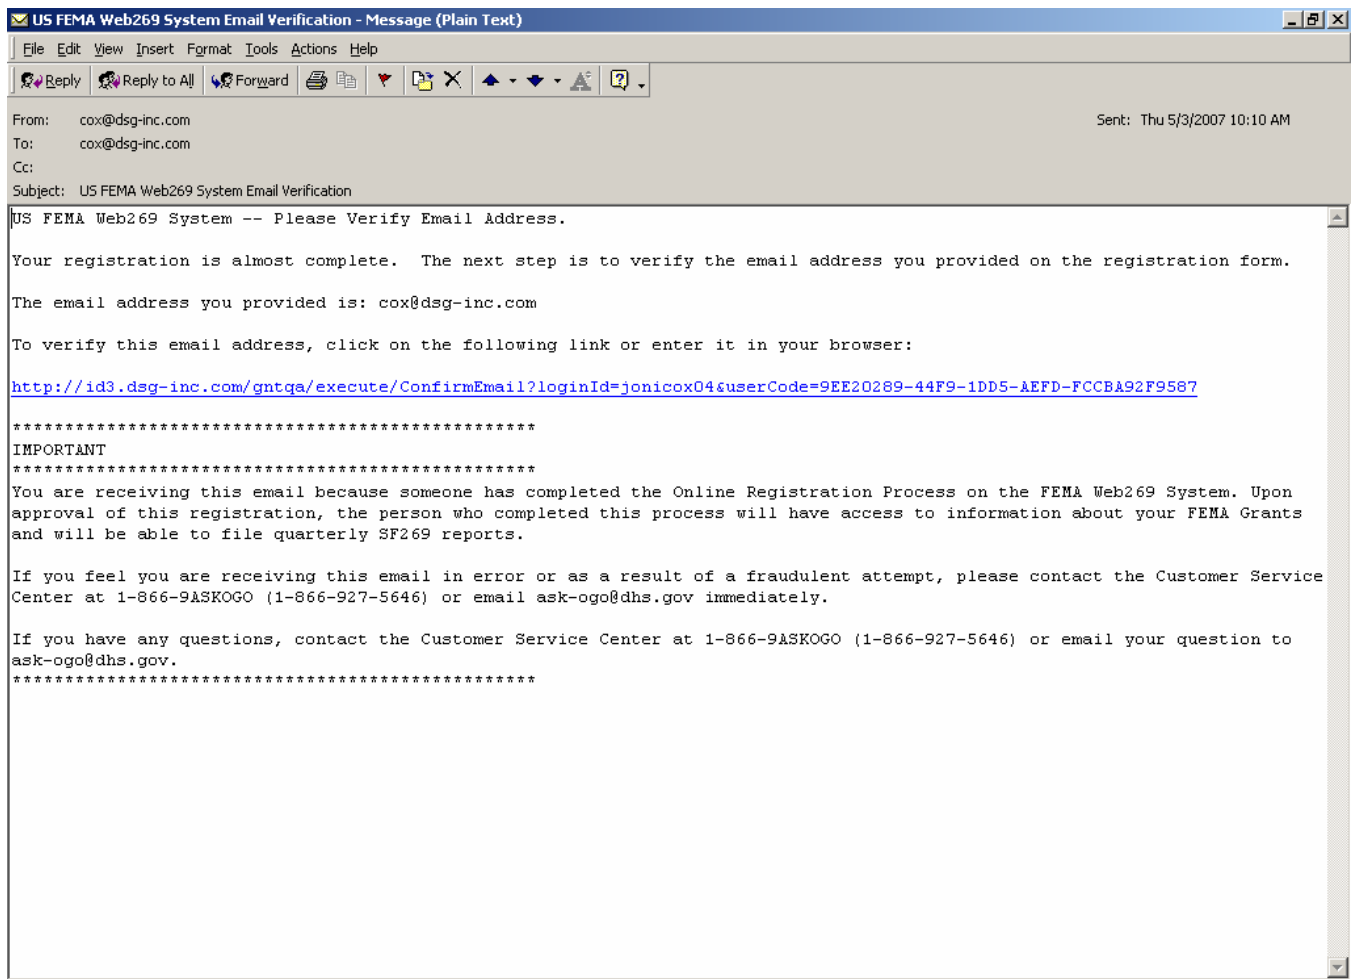 US FEMA Web269 System Email Verification - Message (Plain Text)
File Edit View Insert Format Tools Actions Help
Reply Reply to All Forward
From: cox@dsg-inc.com Sent: Thu 5/3/2007 10:10 AM
To: cox@dsg-inc.com
Cc:
Subject: US FEMA Web269 System Email Verification
US FEMA Web269 System -- Please Verify Email Address.
Your registration is almost complete.  The next step is to verify the email address you provided on the registration form.
The email address you provided is: cox@dsg-inc.com
To verify this email address, click on the following link or enter it in your browser:
http://id3.dsg-inc.com/gntqa/execute/ConfirmEmail?loginId=jonicox04&userCode=9EE20289-44F9-1DD5-AEFD-FCCBA92F9587
**************************************************
IMPORTANT
**************************************************
You are receiving this email because someone has completed the Online Registration Process on the FEMA Web269 System. Upon
approval of this registration, the person who completed this process will have access to information about your FEMA Grants
and will be able to file quarterly SF269 reports.
If you feel you are receiving this email in error or as a result of a fraudulent attempt, please contact the Customer Service
Center at 1-866-9ASKOGO (1-866-927-5646) or email ask-ogo@dhs.gov immediately.
If you have any questions, contact the Customer Service Center at 1-866-9ASKOGO (1-866-927-5646) or email your question to
ask-ogo@dhs.gov.
**************************************************